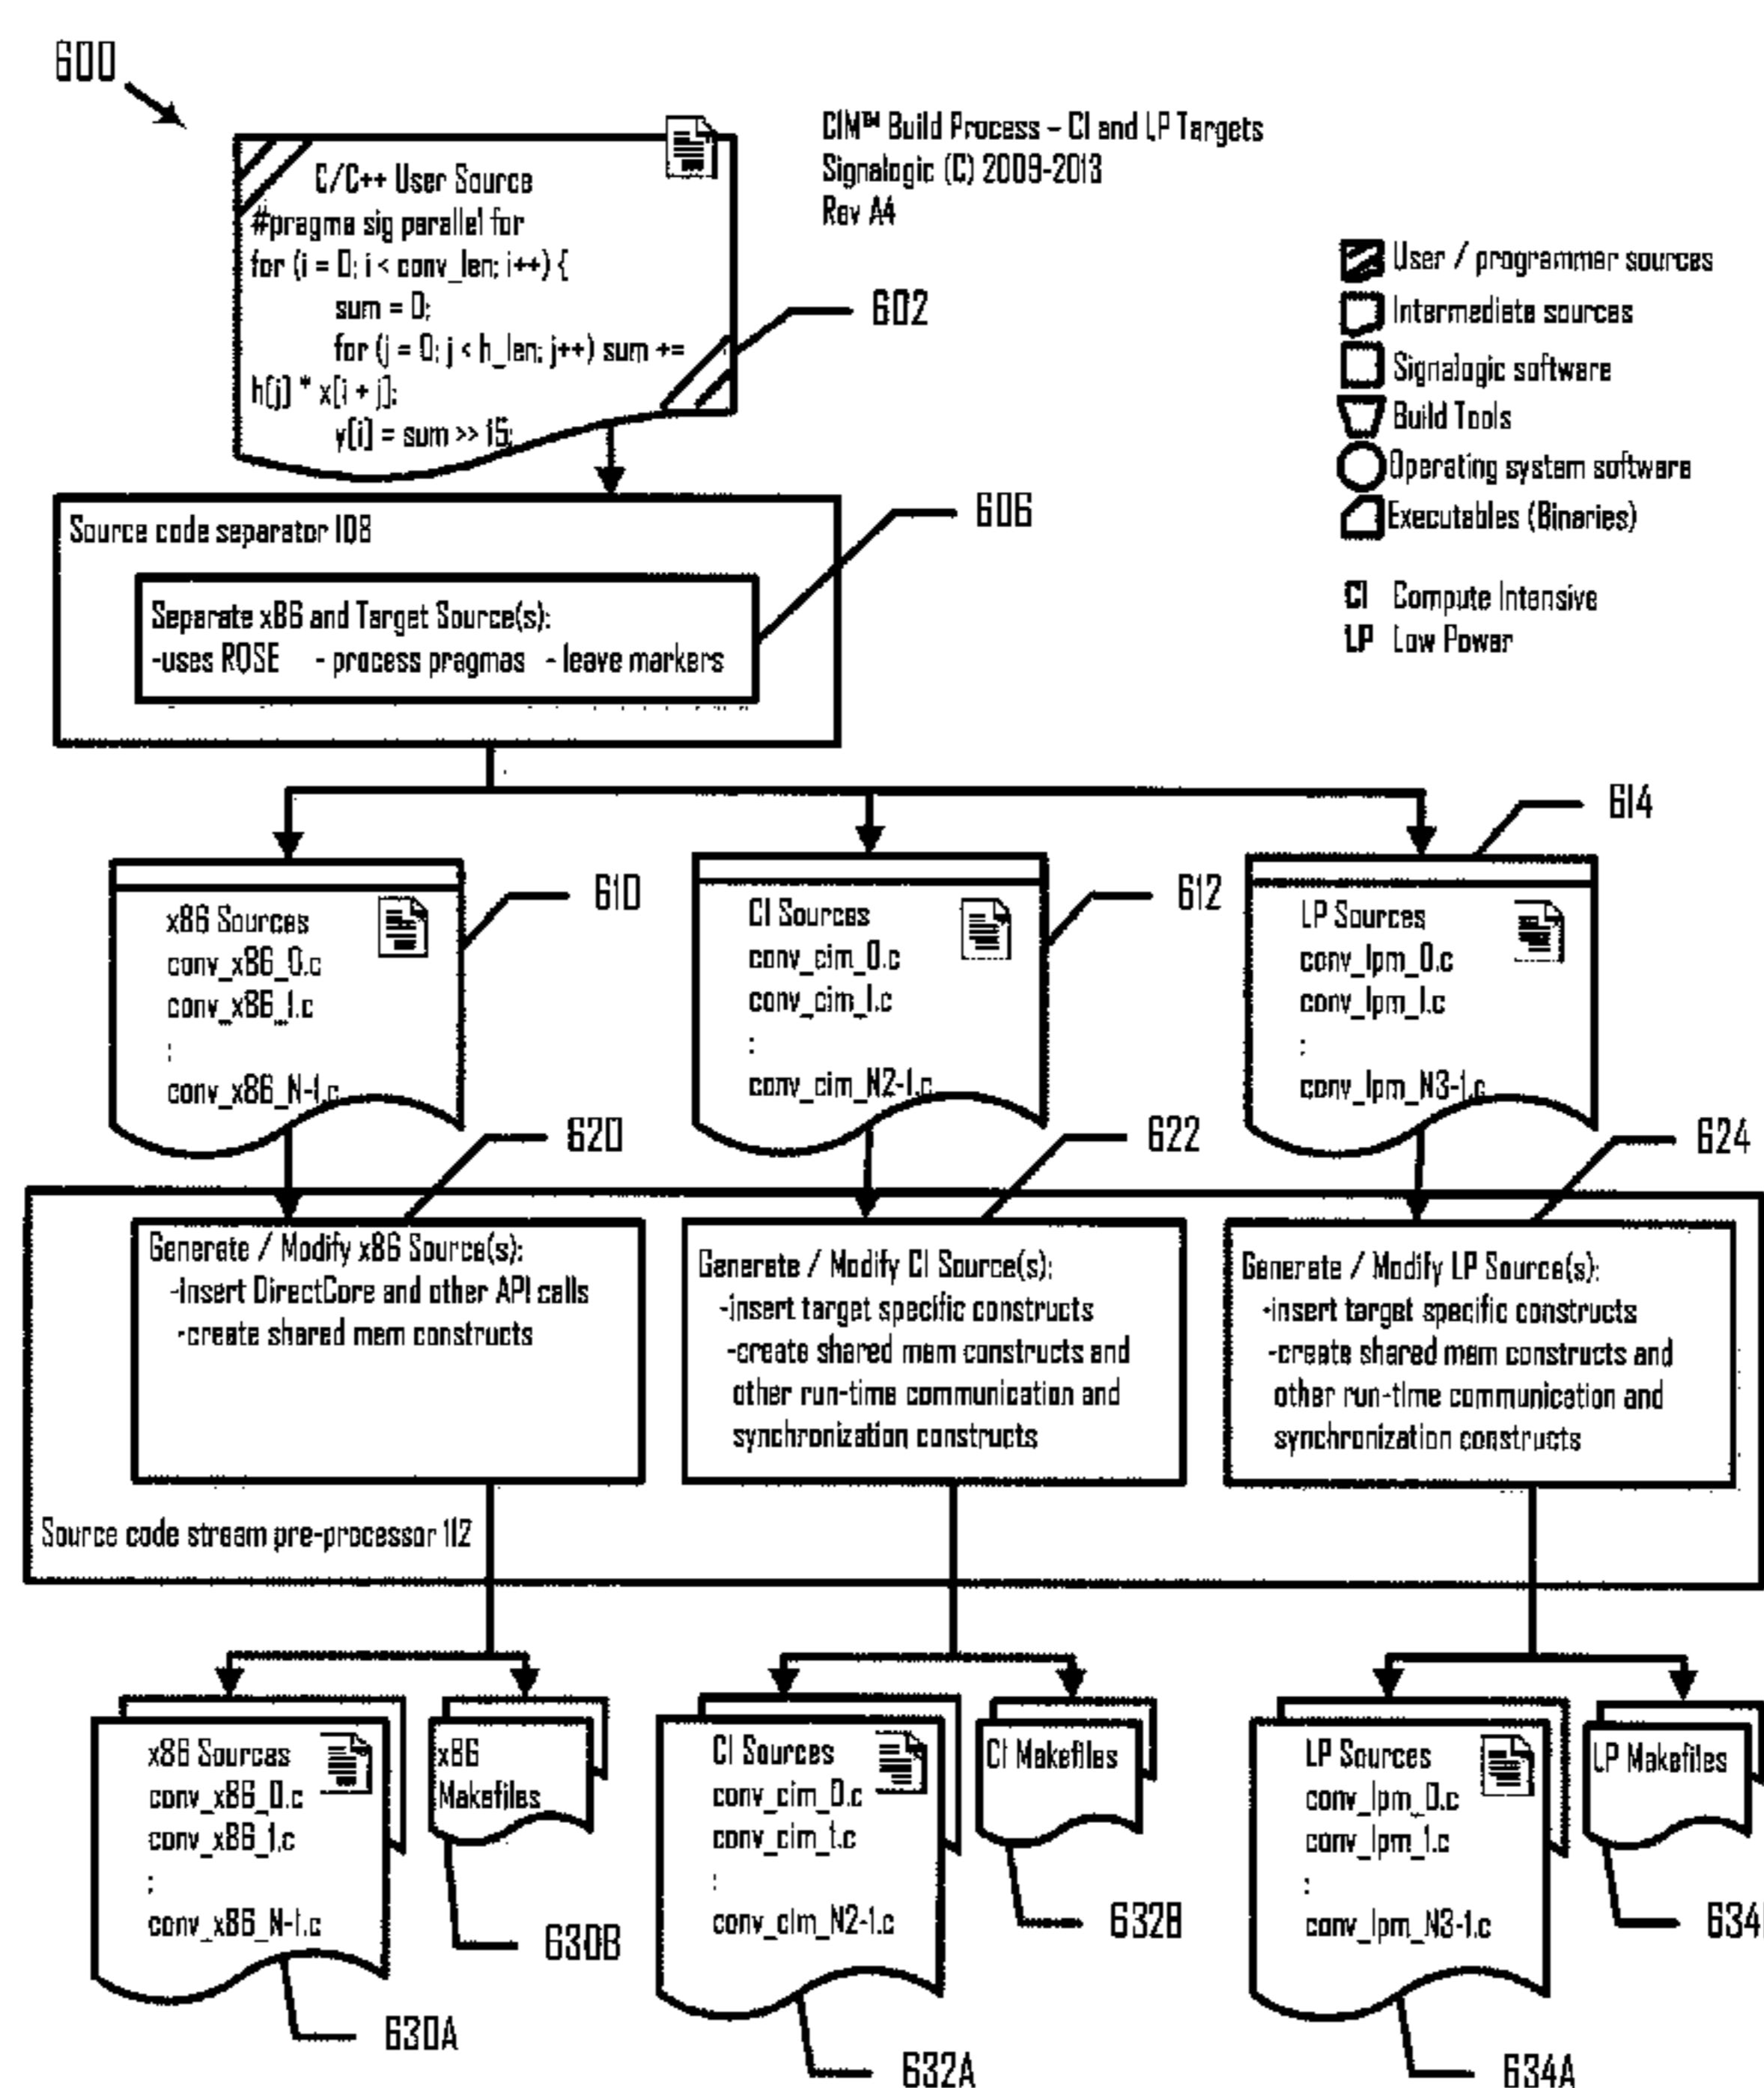 600
CIM™ Build Process – CI and LP Targets
Signalogic (C) 2009-2013
Rev A4
C/C++ User Source
#pragma sig parallel for
for (i = 0; i < conv_len; i++) {
sum = 0;
for (j = 0; j < h_len; j++) sum +=
h[j] * x[i + j];
y[i] = sum >> 15;
602
User / programmer sources
Intermediate sources
Signalogic software
Build Tools
Operating system software
Executables (Binaries)
CI Compute Intensive
LP Low Power
Source code separator 108
606
Separate x86 and Target Source(s):
-uses ROSE - process pragmas - leave markers
614
610
612
x86 Sources
conv_x86_0.c
conv_x86_1.c
:
conv_x86_N-1.c
CI Sources
conv_cim_0.c
conv_cim_1.c
:
conv_cim_N2-1.c
LP Sources
conv_lpm_0.c
conv_lpm_1.c
:
conv_lpm_N3-1.c
620
622
624
Generate / Modify x86 Source(s):
-insert DirectCore and other API calls
-create shared mem constructs
Generate / Modify CI Source(s):
-insert target specific constructs
-create shared mem constructs and
other run-time communication and
synchronization constructs
Generate / Modify LP Source(s):
-insert target specific constructs
-create shared mem constructs and
other run-time communication and
synchronization constructs
Source code stream pre-processor 112
x86 Sources
conv_x86_0.c
conv_x86_1.c
:
conv_x86_N-1.c
x86
Makefiles
CI Sources
conv_cim_0.c
conv_cim_1.c
:
conv_cim_N2-1.c
CI Makefiles
LP Sources
conv_lpm_0.c
conv_lpm_1.c
:
conv_lpm_N3-1.c
LP Makefiles
630B
632B
634
630A
632A
634A